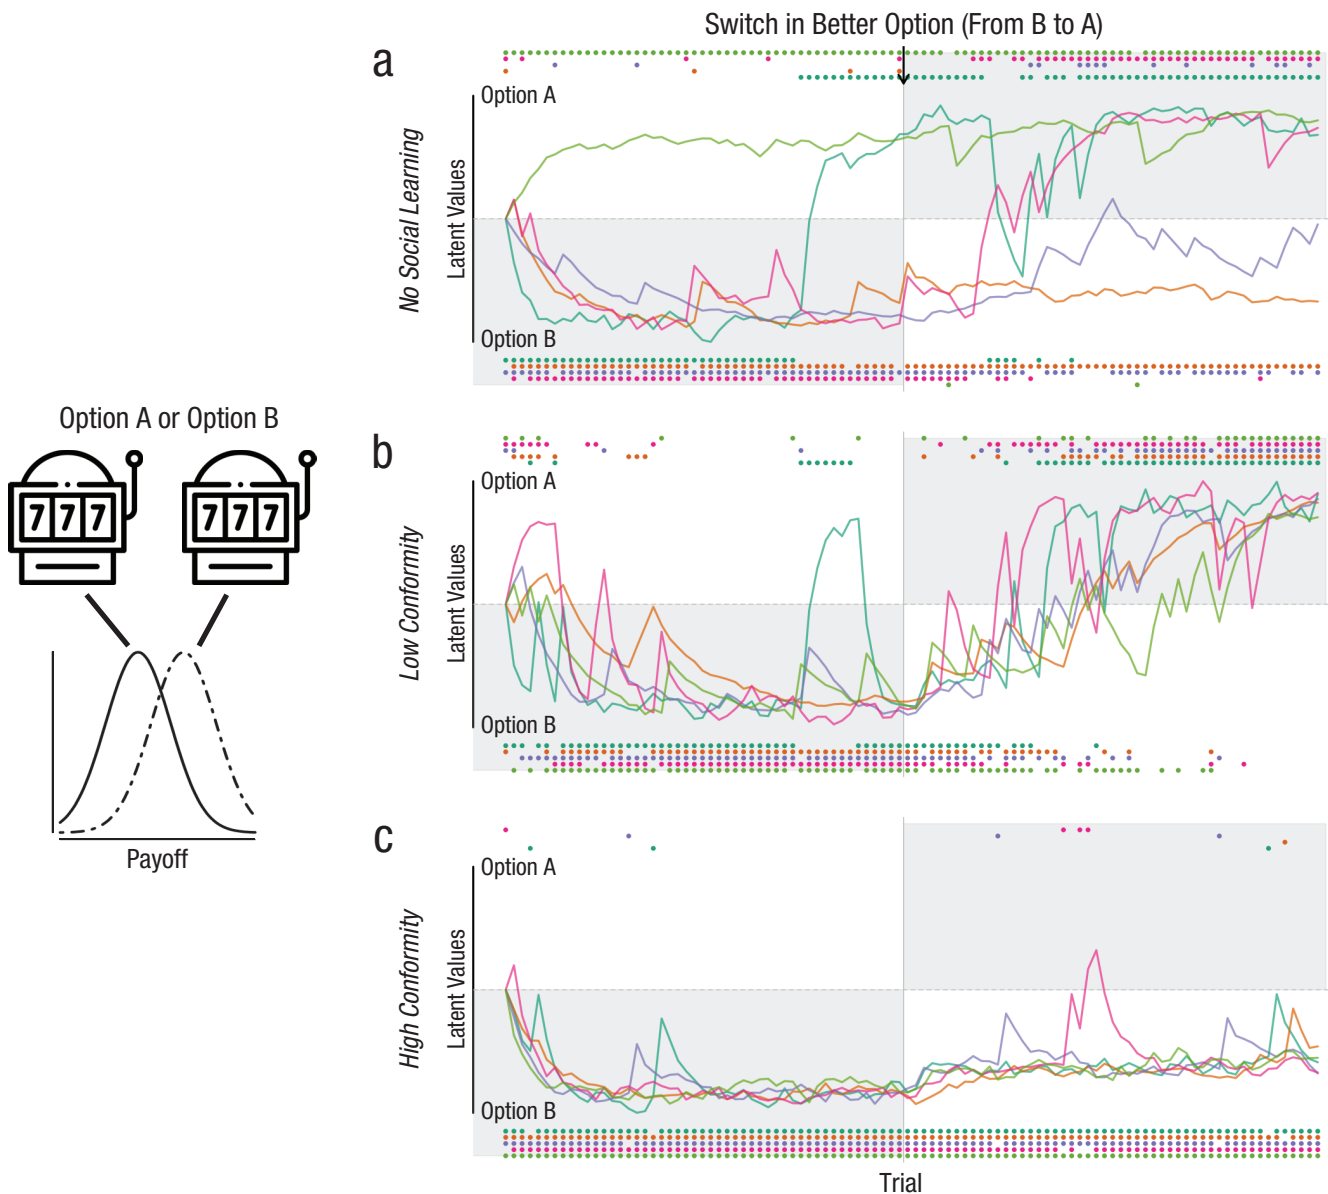 Switch in Better Option (From B to A)
a
No Social Learning
Latent Values
Option A
Option B
Option A or Option B
777
777
Payoff
b
Low Conformity
Latent Values
Option A
Option B
c
High Conformity
Latent Values
Option A
Option B
Trial